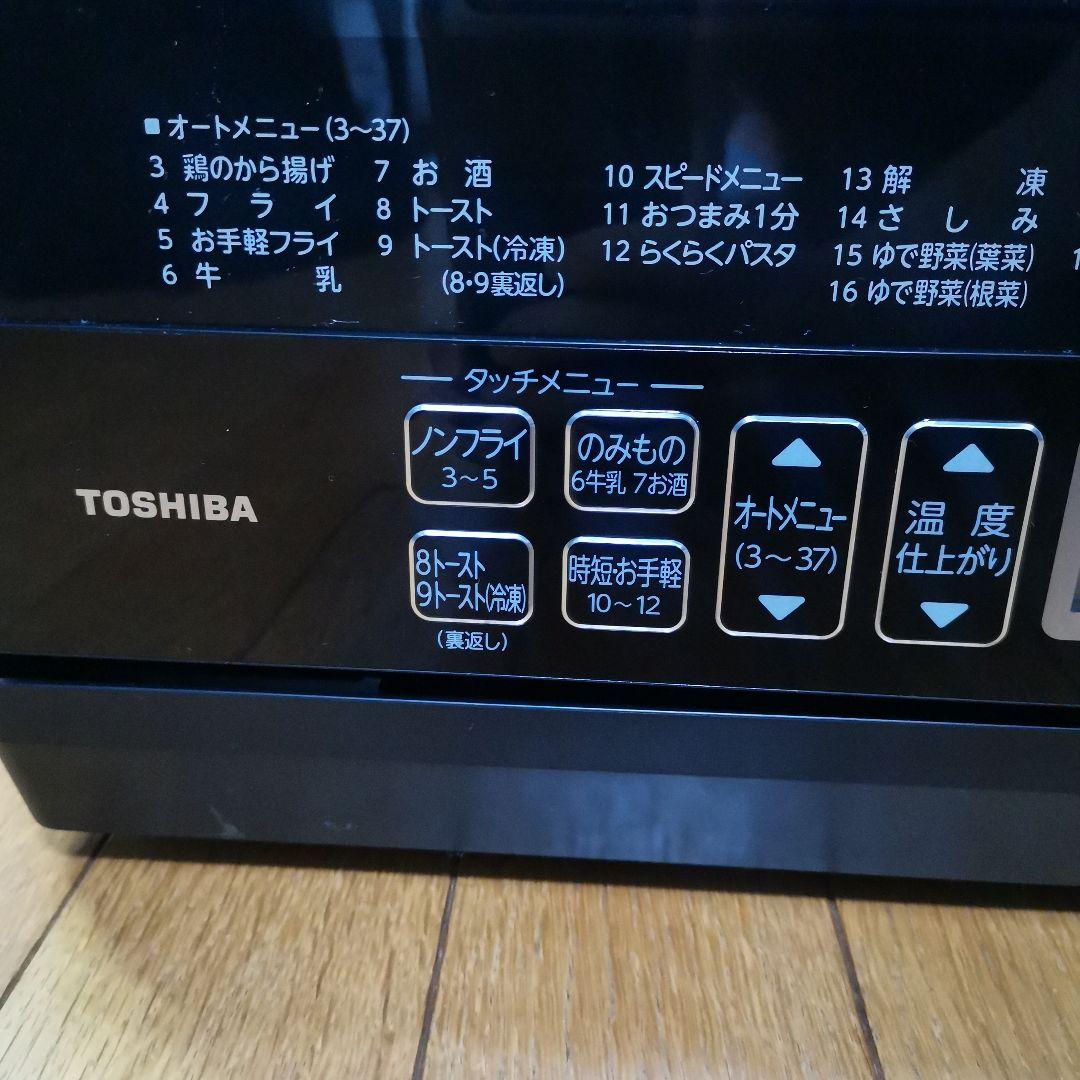 ■ オートメニュー(3~37)
3 鶏のから揚げ 7 お酒 10 スピードメニュー 13 解凍
4 フライ 8 トースト 11 おつまみ1分 14 さしみ
5 お手軽フライ 9 トースト(冷凍) 12 らくらくパスタ 15 ゆで野菜(葉菜)
6 牛乳 (8・9裏返し) 16 ゆで野菜(根菜)
タッチメニュー
ノンフライ
3~5
のみもの
6牛乳 7お酒
8トースト
9トースト(冷凍)
(裏返し)
時短・お手軽
10~12
▲
オートメニュー
(3~37)
▼
▲
温度
仕上がり
▼
TOSHIBA